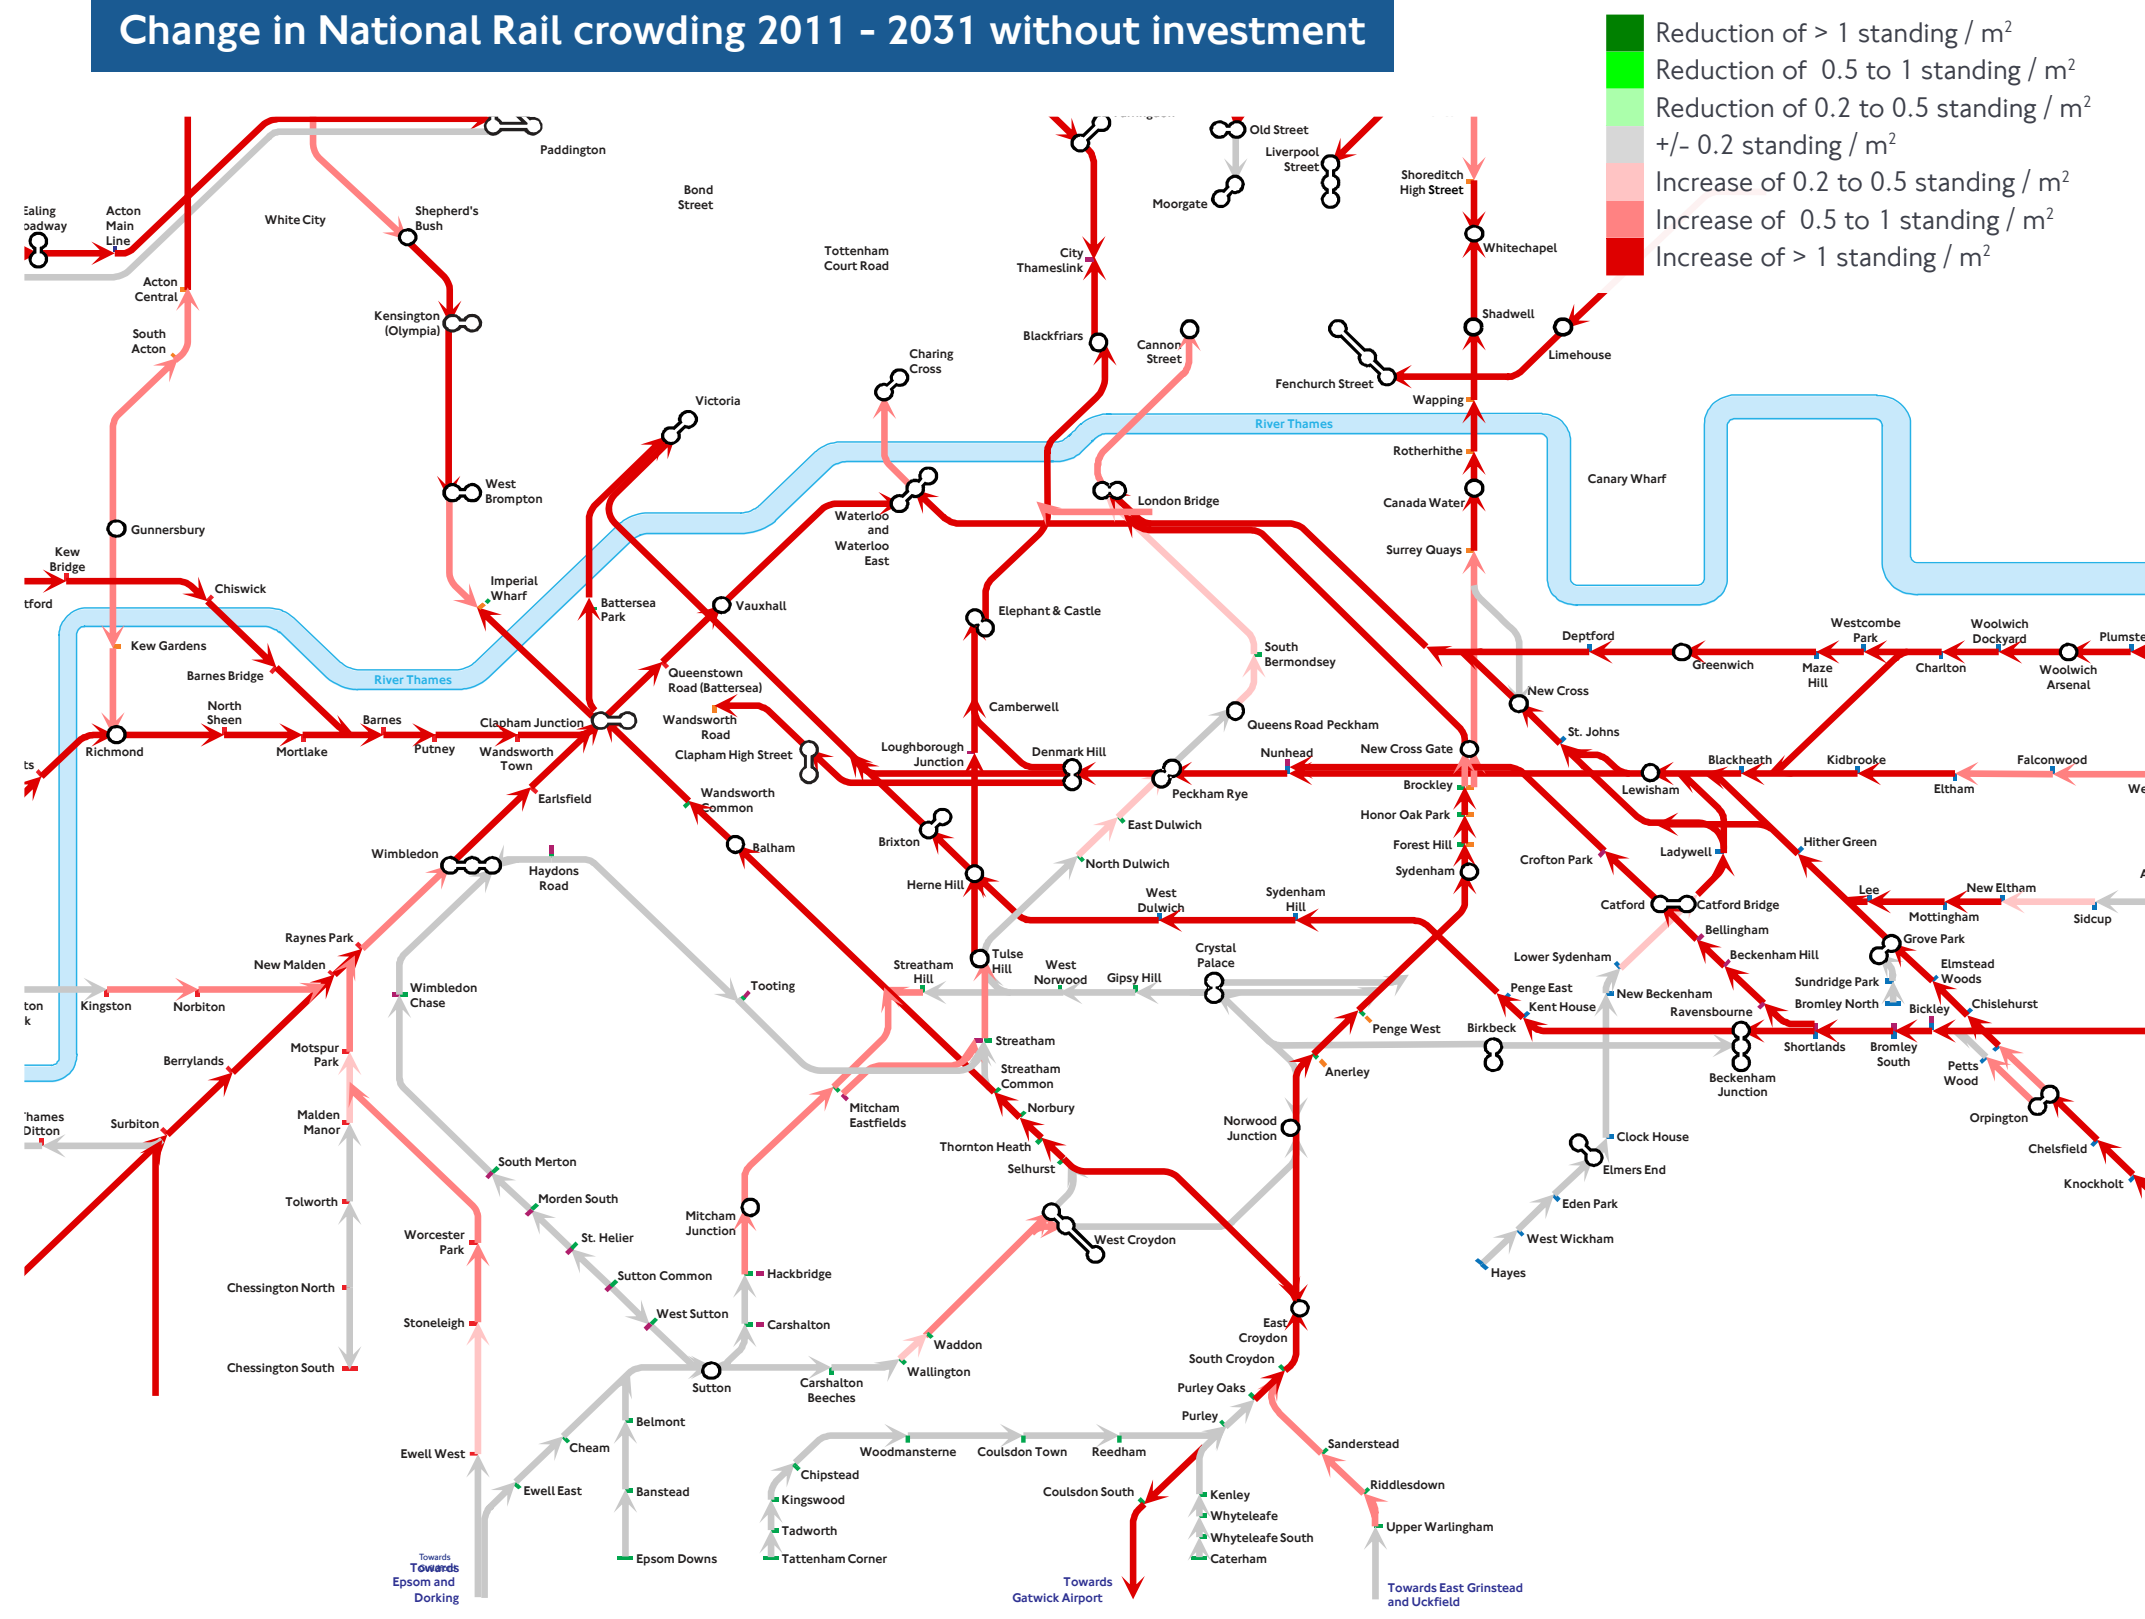 Change in National Rail crowding 2011 - 2031 without investment
Reduction of > 1 standing / m²
Reduction of 0.5 to 1 standing / m²
Reduction of 0.2 to 0.5 standing / m²
+/- 0.2 standing / m²
Increase of 0.2 to 0.5 standing / m²
Increase of 0.5 to 1 standing / m²
Increase of > 1 standing / m²
Paddington
Old Street
Liverpool
Street
Moorgate
Shoreditch
High Street
Bond
Street
Acton
Main
Line
White City
Shepherd's
Bush
Tottenham
Court Road
City
Thameslink
Whitechapel
Acton
Central
South
Acton
Kensington
(Olympia)
Blackfriars
Cannon
Street
Charing
Cross
Shadwell
Limehouse
Fenchurch Street
Wapping
Victoria
River Thames
Rotherhithe
Canary Wharf
West
Brompton
Waterloo
and
Waterloo
East
London Bridge
Canada Water
Gunnersbury
Surrey Quays
Kew
Bridge
tford
Chiswick
Imperial
Wharf
Battersea
Park
Vauxhall
Elephant & Castle
Kew Gardens
Barnes Bridge
River Thames
Queenstown
Road (Battersea)
South
Bermondsey
Deptford
Greenwich
Maze
Hill
Westcombe
Park
Charlton
Woolwich
Dockyard
Woolwich
Arsenal
Plumste
New Cross
St. Johns
Richmond
North
Sheen
Mortlake
Barnes
Putney
Clapham Junction
Wandsworth
Town
Wandsworth
Road
Clapham High Street
Camberwell
Loughborough
Junction
Denmark Hill
Queens Road Peckham
Nunhead
New Cross Gate
Peckham Rye
Brockley
Lewisham
Blackheath
Kidbrooke
Eltham
Falconwood
We
ts
Earlsfield
Wandsworth
Common
Balham
Brixton
East Dulwich
Honor Oak Park
Forest Hill
Sydenham
Crofton Park
Ladywell
Hither Green
Wimbledon
Haydons
Road
Herne Hill
North Dulwich
West
Dulwich
Sydenham
Hill
Catford
Catford Bridge
Lee
Mottingham
New Eltham
Sidcup
Raynes Park
New Malden
Bellingham
Beckenham Hill
Grove Park
Elmstead
Woods
Sundridge Park
Bromley North
Chislehurst
Bickley
Tulse
Hill
Streatham
Hill
West
Norwood
Gipsy Hill
Crystal
Palace
Lower Sydenham
New Beckenham
Ravensbourne
Penge East
Kent House
ton
k
Kingston
Norbiton
Wimbledon
Chase
Tooting
Penge West
Birkbeck
Shortlands
Bromley
South
Petts
Wood
Orpington
Motspur
Park
Berrylands
Streatham
Streatham
Common
Anerley
Beckenham
Junction
Mitcham
Eastfields
Norbury
Norwood
Junction
Thornton Heath
Selhurst
Clock House
Elmers End
Chelsfield
Knockholt
Thames
Ditton
Surbiton
Malden
Manor
South Merton
Tolworth
Morden South
Mitcham
Junction
West Croydon
Eden Park
West Wickham
Hayes
Worcester
Park
St. Helier
Chessington North
Sutton Common
Hackbridge
Stoneleigh
West Sutton
Carshalton
East
Croydon
Chessington South
Sutton
Carshalton
Beeches
Waddon
Wallington
South Croydon
Purley Oaks
Purley
Belmont
Cheam
Ewell West
Ewell East
Banstead
Epsom Downs
Woodmansterne
Coulsdon Town
Reedham
Chipstead
Kingswood
Tadworth
Tattenham Corner
Coulsdon South
Kenley
Whyteleafe
Whyteleafe South
Caterham
Sanderstead
Riddlesdown
Upper Warlingham
Towards
Towards
Epsom and
Dorking
Towards
Gatwick Airport
Towards East Grinstead
and Uckfield